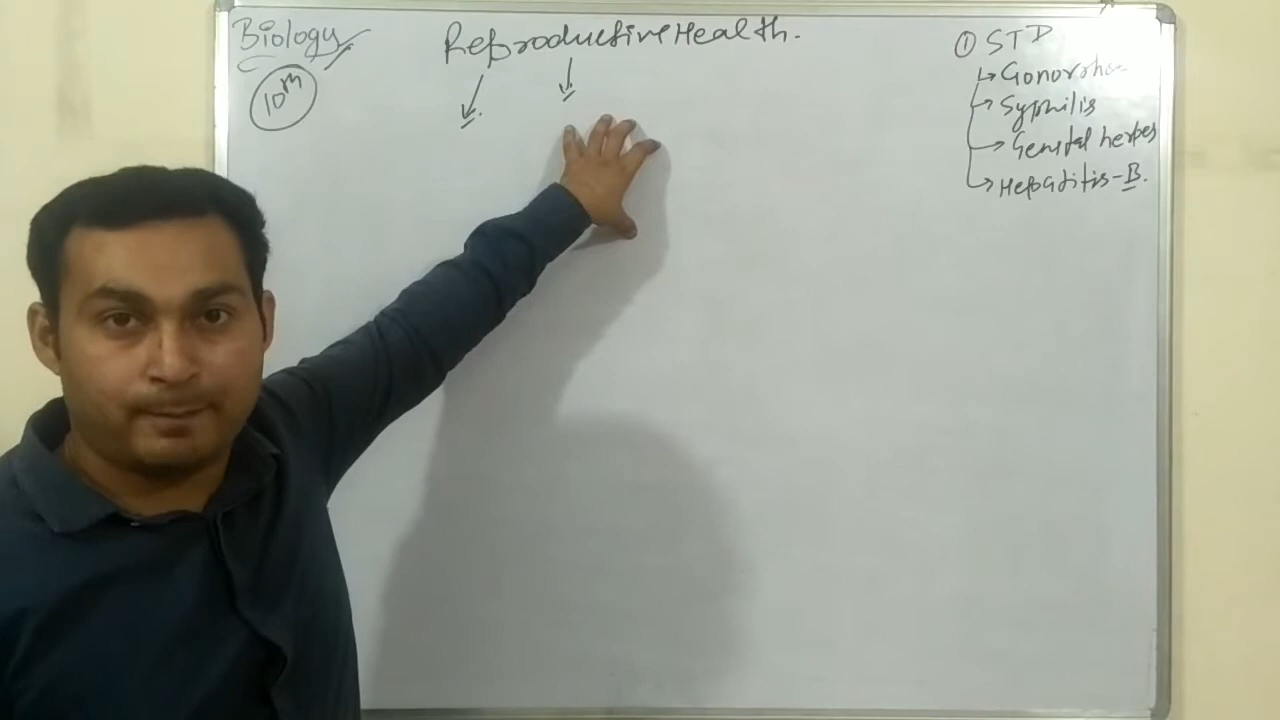 Biology
10th
Reproductive Health.
① STD
↳ Gonorrhoe
→ Syphilis
→ Genital herpes
→ Hepatitis-B.